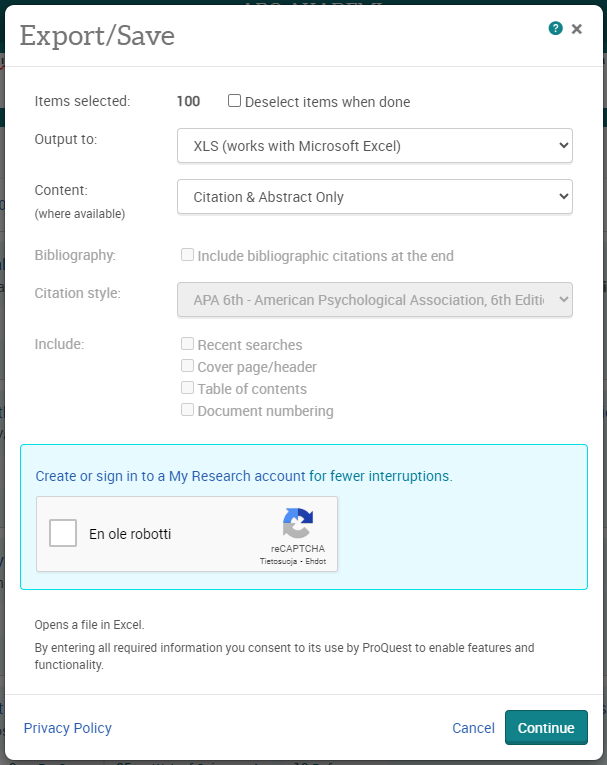 Export/Save
?
Items selected: 100 Deselect items when done
Output to: XLS (works with Microsoft Excel)
Content: Citation & Abstract Only
(where available)
Bibliography: Include bibliographic citations at the end
Citation style: APA 6th - American Psychological Association, 6th Editi
Include: Recent searches
Cover page/header
Table of contents
Document numbering
Create or sign in to a My Research account for fewer interruptions.
En ole robotti
reCAPTCHA
Tietosuoja - Ehdot
Opens a file in Excel.
By entering all required information you consent to its use by ProQuest to enable features and
functionality.
Privacy Policy Cancel Continue